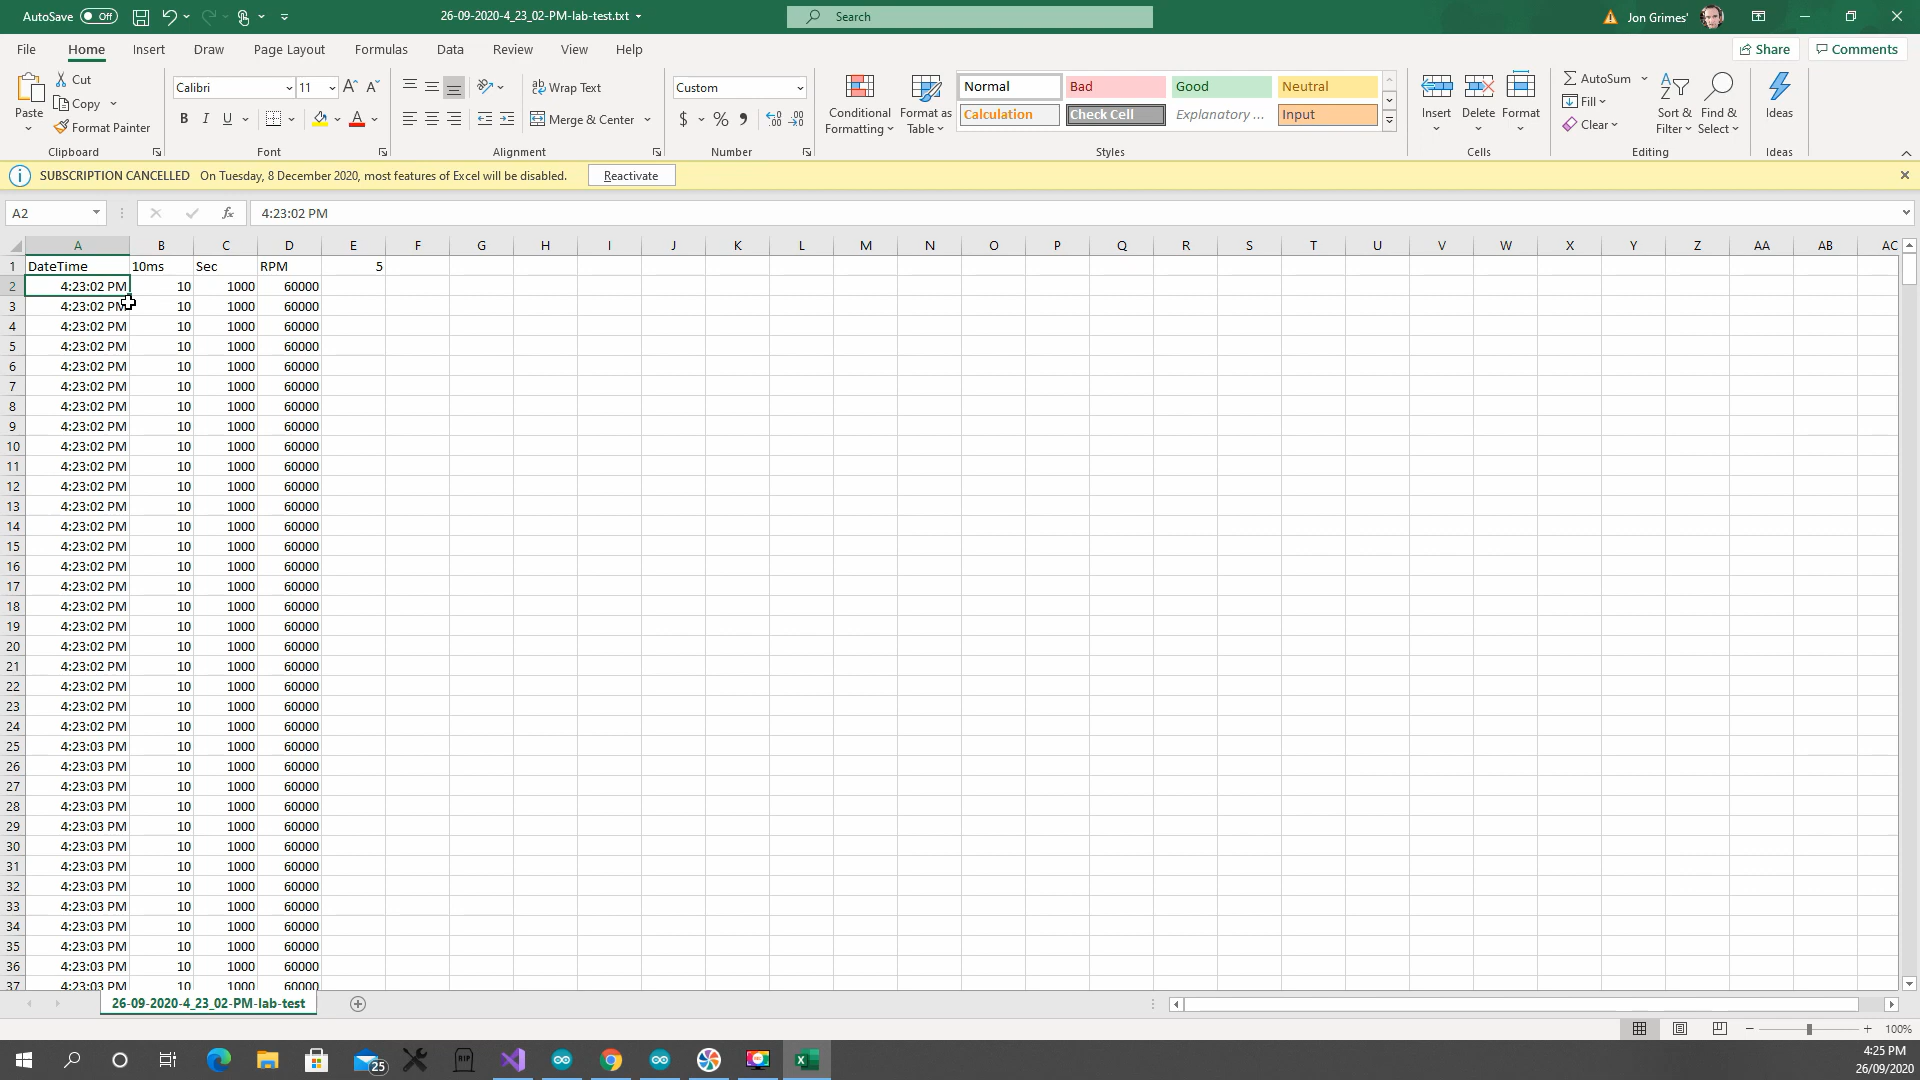 AutoSave Off 26-09-2020-4_23_02-PM-lab-test.txt Search Jon Grimes'
File Home Insert Draw Page Layout Formulas Data Review View Help Share Comments
Paste Cut Copy Format Painter Clipboard
Calibri 11 B I U A Font
Wrap Text Merge & Center Alignment
Custom $ % Number
Conditional Formatting Format as Table Normal Bad Good Neutral
Calculation Check Cell Explanatory ... Input
Styles
Insert Delete Format Cells
AutoSum Fill Clear Sort & Filter Find & Select Editing
Ideas Ideas
SUBSCRIPTION CANCELLED On Tuesday, 8 December 2020, most features of Excel will be disabled. Reactivate
A2 fx 4:23:02 PM
A B C D E F G H I J K L M N O P Q R S T U V W X Y Z AA AB AC
1 DateTime 10ms Sec RPM 5
2 4:23:02 PM 10 1000 60000
3 4:23:02 PM 10 1000 60000
4 4:23:02 PM 10 1000 60000
5 4:23:02 PM 10 1000 60000
6 4:23:02 PM 10 1000 60000
7 4:23:02 PM 10 1000 60000
8 4:23:02 PM 10 1000 60000
9 4:23:02 PM 10 1000 60000
10 4:23:02 PM 10 1000 60000
11 4:23:02 PM 10 1000 60000
12 4:23:02 PM 10 1000 60000
13 4:23:02 PM 10 1000 60000
14 4:23:02 PM 10 1000 60000
15 4:23:02 PM 10 1000 60000
16 4:23:02 PM 10 1000 60000
17 4:23:02 PM 10 1000 60000
18 4:23:02 PM 10 1000 60000
19 4:23:02 PM 10 1000 60000
20 4:23:02 PM 10 1000 60000
21 4:23:02 PM 10 1000 60000
22 4:23:02 PM 10 1000 60000
23 4:23:02 PM 10 1000 60000
24 4:23:02 PM 10 1000 60000
25 4:23:03 PM 10 1000 60000
26 4:23:03 PM 10 1000 60000
27 4:23:03 PM 10 1000 60000
28 4:23:03 PM 10 1000 60000
29 4:23:03 PM 10 1000 60000
30 4:23:03 PM 10 1000 60000
31 4:23:03 PM 10 1000 60000
32 4:23:03 PM 10 1000 60000
33 4:23:03 PM 10 1000 60000
34 4:23:03 PM 10 1000 60000
35 4:23:03 PM 10 1000 60000
36 4:23:03 PM 10 1000 60000
37 4:23:03 PM 10 1000 60000
26-09-2020-4_23_02-PM-lab-test
100%
25 RIP 4:25 PM
26/09/2020